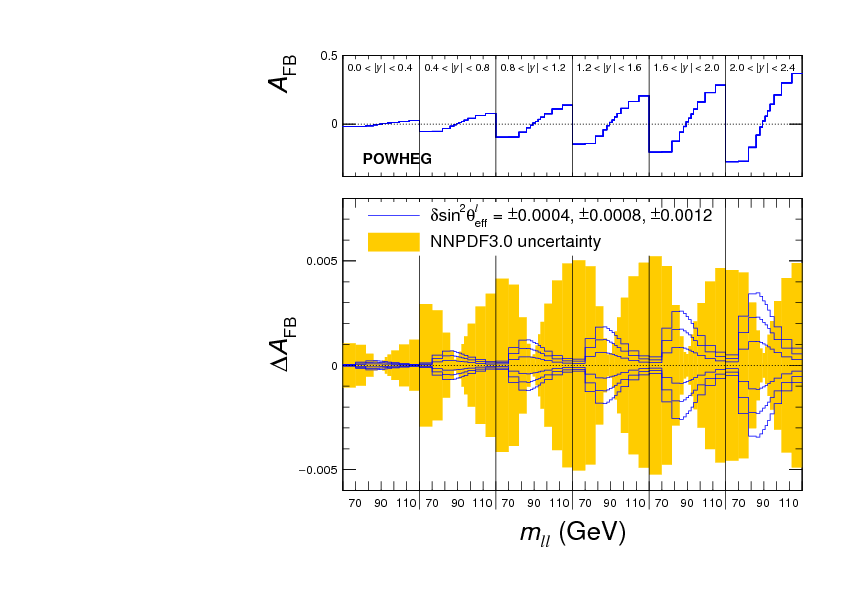 A_FB
0.5
0
0.0 < |y| < 0.4
0.4 < |y| < 0.8
0.8 < |y| < 1.2
1.2 < |y| < 1.6
1.6 < |y| < 2.0
2.0 < |y| < 2.4
POWHEG
δsin²θ^l_eff = ±0.0004, ±0.0008, ±0.0012
NNPDF3.0 uncertainty
ΔA_FB
0.005
0
−0.005
70 90 110 70 90 110 70 90 110 70 90 110 70 90 110 70 90 110
m_ll (GeV)